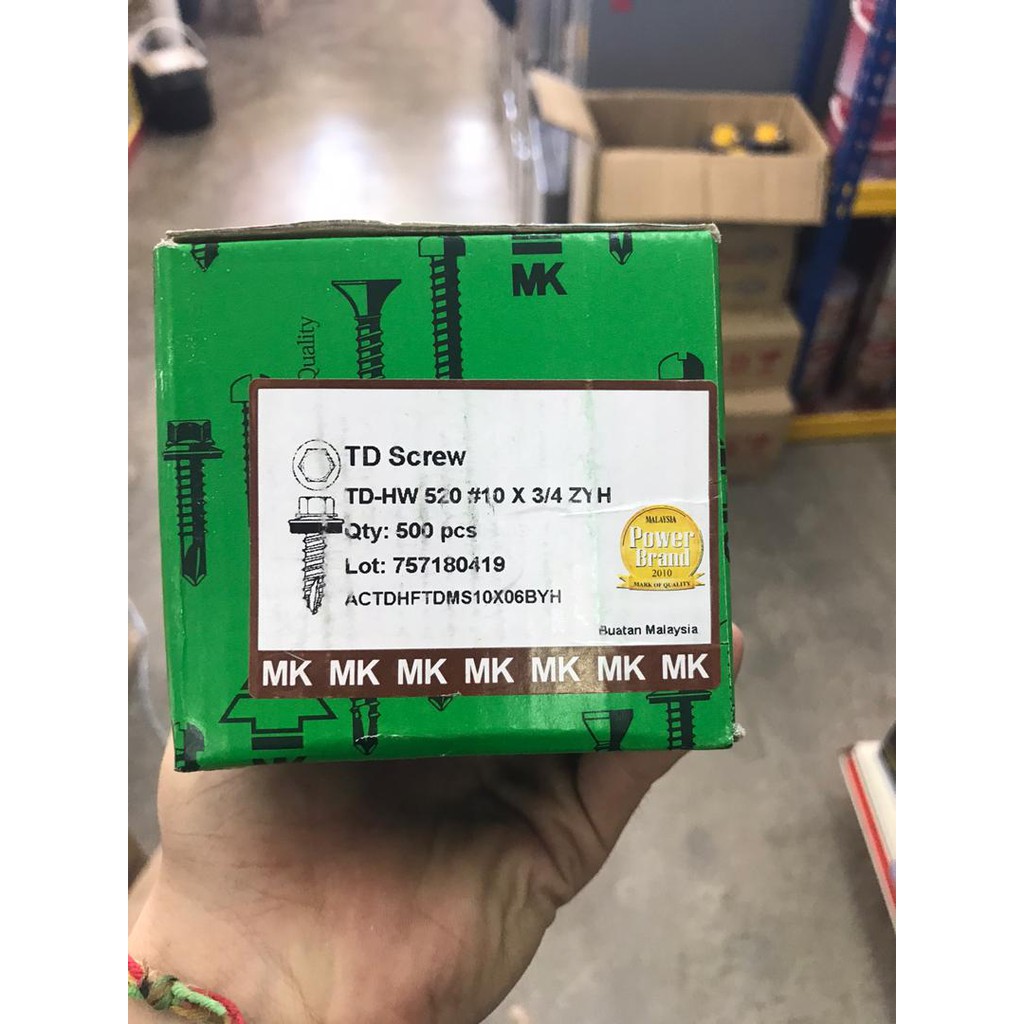 MK
Quality
TD Screw
TD-HW 520 #10 X 3/4 ZYH
Qty: 500 pcs
Lot: 757180419
ACTDHFTDMS10X06BYH
MALAYSIA
Power
Brand
2010
MARK OF QUALITY
Buatan Malaysia
MK MK MK MK MK MK MK